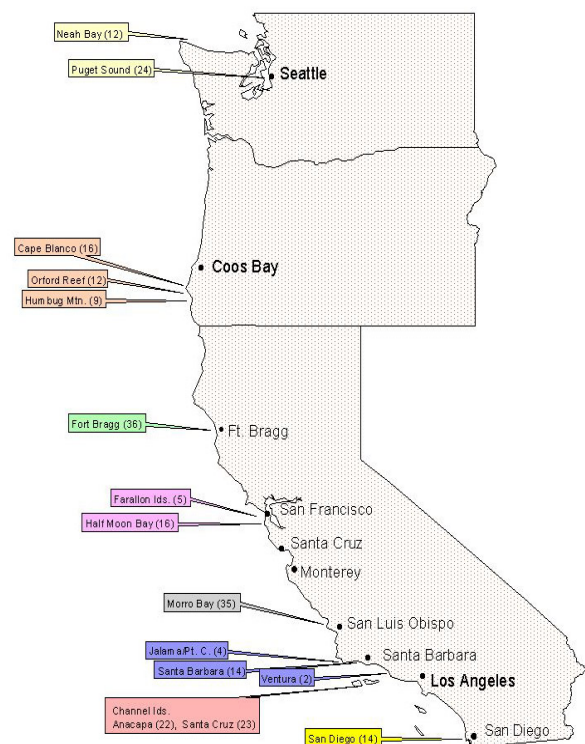 Neah Bay (12)
Puget Sound (24)
Seattle
Cape Blanco (16)
Coos Bay
Orford Reef (12)
Humbug Mtn. (9)
Fort Bragg (36)
Ft. Bragg
Farallon Ids. (5)
San Francisco
Half Moon Bay (16)
Santa Cruz
Monterey
Morro Bay (35)
San Luis Obispo
Jalama/Pt. C. (4)
Santa Barbara
Santa Barbara (14)
Ventura (2)
Los Angeles
Channel Ids.
Anacapa (22), Santa Cruz (23)
San Diego
San Diego (14)